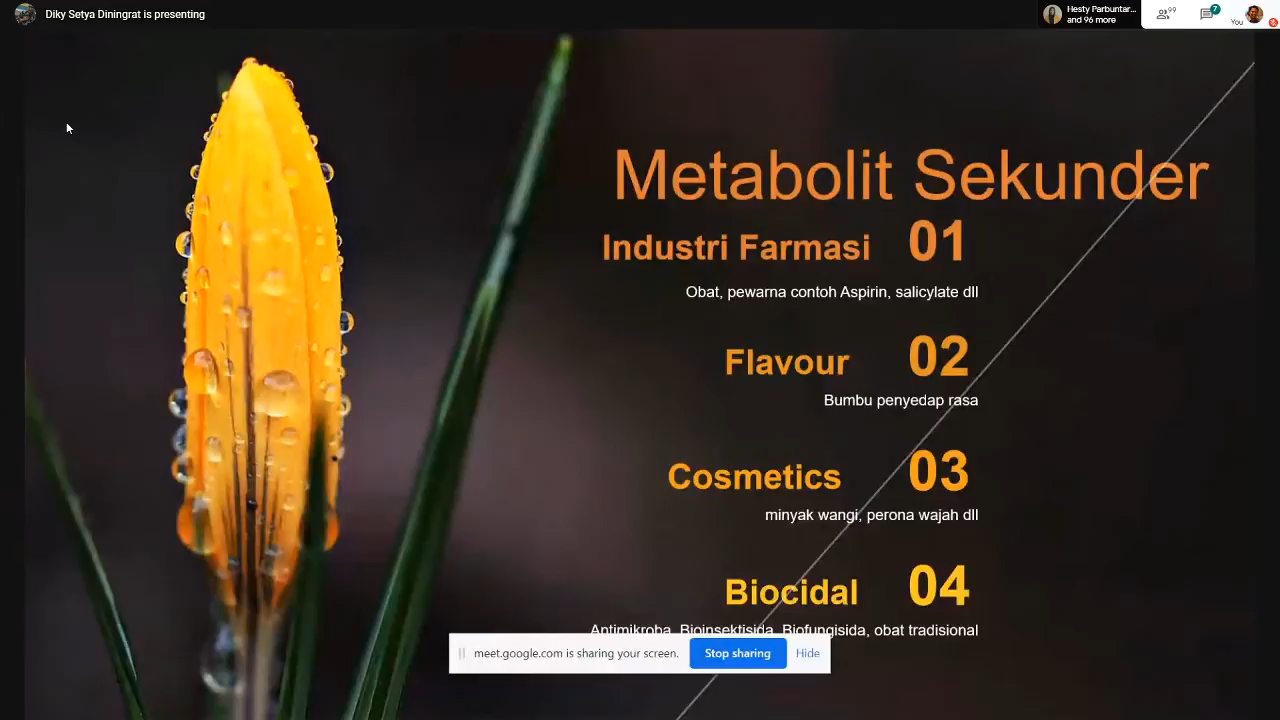 Diky Setya Diningrat is presenting
Hesty Parbuntar...
and 96 more
99
7
You
Metabolit Sekunder
Industri Farmasi 01
Obat, pewarna contoh Aspirin, salicylate dll
Flavour 02
Bumbu penyedap rasa
Cosmetics 03
minyak wangi, perona wajah dll
Biocidal 04
Antimikroba, Bioinsektisida, Biofungisida, obat tradisional
meet.google.com is sharing your screen.
Stop sharing
Hide